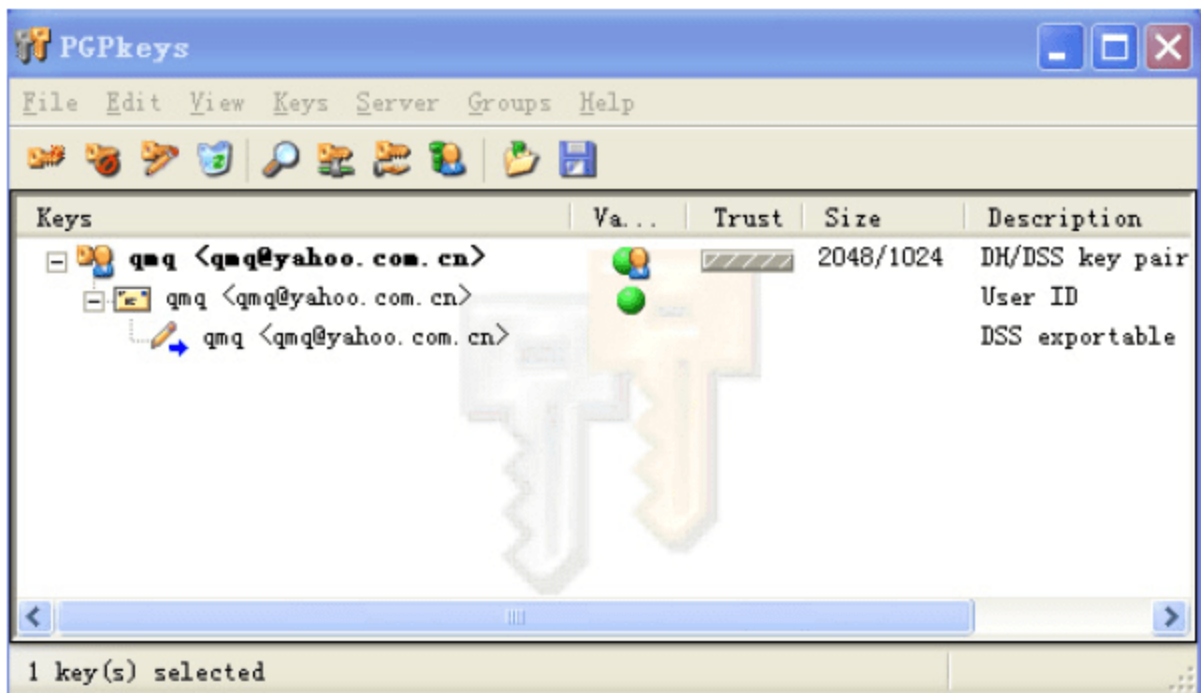 PGPkeys
File Edit View Keys Server Groups Help
Keys Va... Trust Size Description
qmq <qmq@yahoo.com.cn> 2048/1024 DH/DSS key pair
qmq <qmq@yahoo.com.cn> User ID
qmq <qmq@yahoo.com.cn> DSS exportable
1 key(s) selected